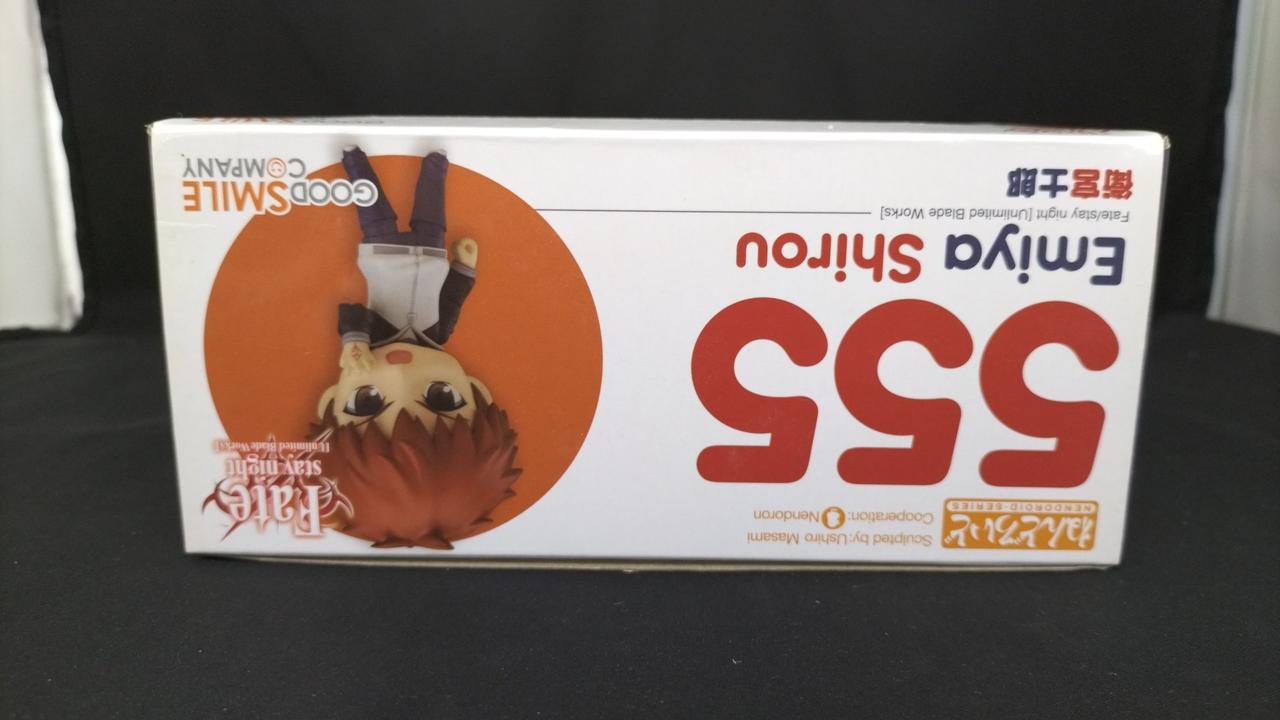 ねんどろいど
NENDOROID-SERIES
Sculpted by: Ushiro Masami
Cooperation: Nendoron
555
Emiya Shirou
Fate/stay night [Unlimited Blade Works]
衛宮士郎
Fate
stay night
[Unlimited Blade Works]
GOOD SMILE
COMPANY